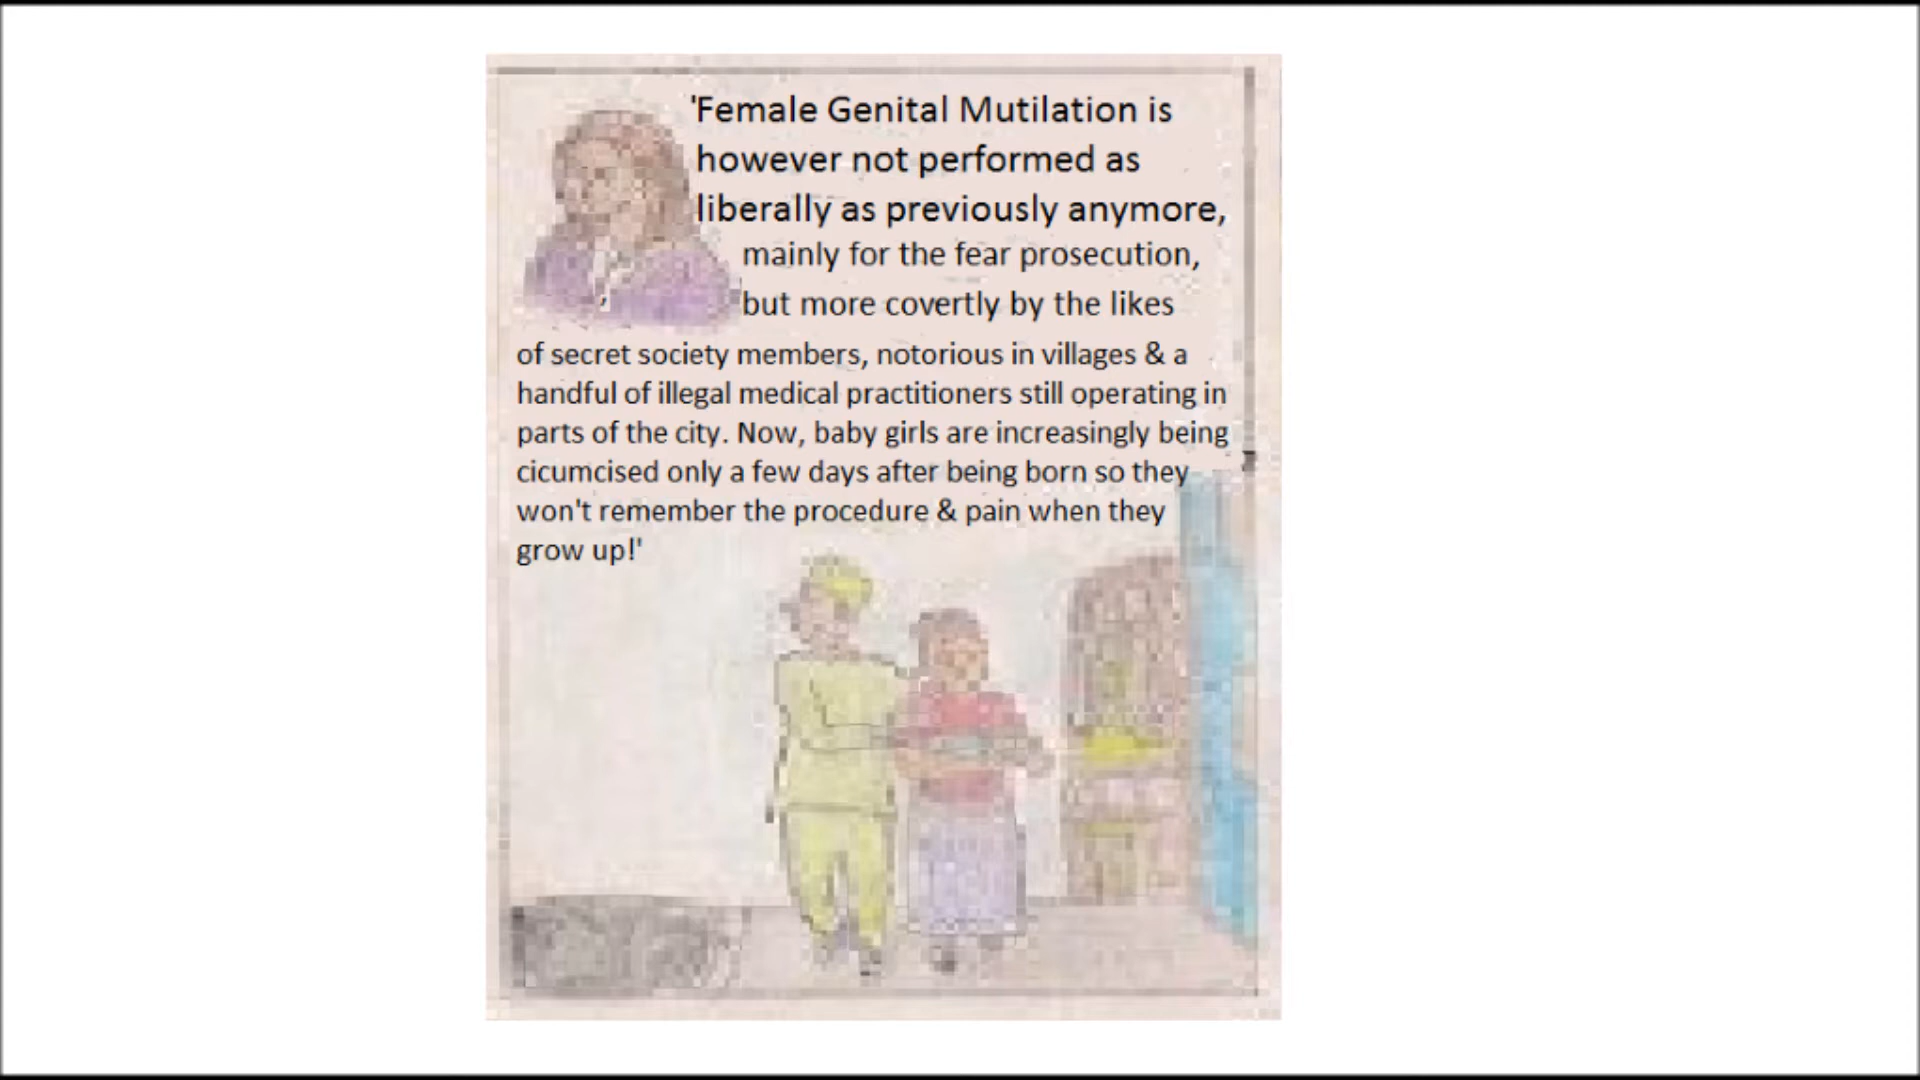 'Female Genital Mutilation is
however not performed as
liberally as previously anymore,
mainly for the fear prosecution,
but more covertly by the likes
of secret society members, notorious in villages & a
handful of illegal medical practitioners still operating in
parts of the city. Now, baby girls are increasingly being
cicumcised only a few days after being born so they
won't remember the procedure & pain when they
grow up!'